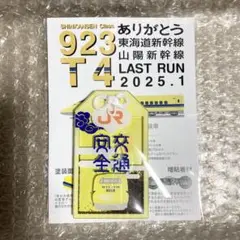 SHINKANSEN Class
923
T4
ありがとう
東海道新幹線
山陽新幹線
LAST RUN
2025.1
JR
交通
安全